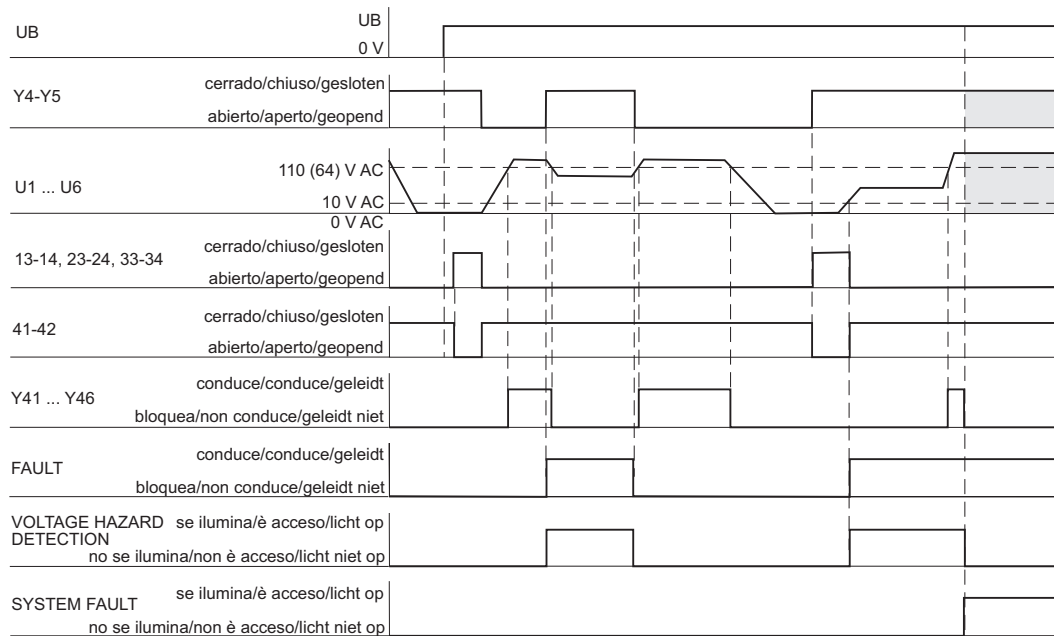 UB
UB
0 V
Y4-Y5
cerrado/chiuso/gesloten
abierto/aperto/geopend
U1 ... U6
110 (64) V AC
10 V AC
0 V AC
13-14, 23-24, 33-34
cerrado/chiuso/gesloten
abierto/aperto/geopend
41-42
cerrado/chiuso/gesloten
abierto/aperto/geopend
Y41 ... Y46
conduce/conduce/geleidt
bloquea/non conduce/geleidt niet
FAULT
conduce/conduce/geleidt
bloquea/non conduce/geleidt niet
VOLTAGE HAZARD
DETECTION
se ilumina/è acceso/licht op
no se ilumina/non è acceso/licht niet op
SYSTEM FAULT
se ilumina/è acceso/licht op
no se ilumina/non è acceso/licht niet op